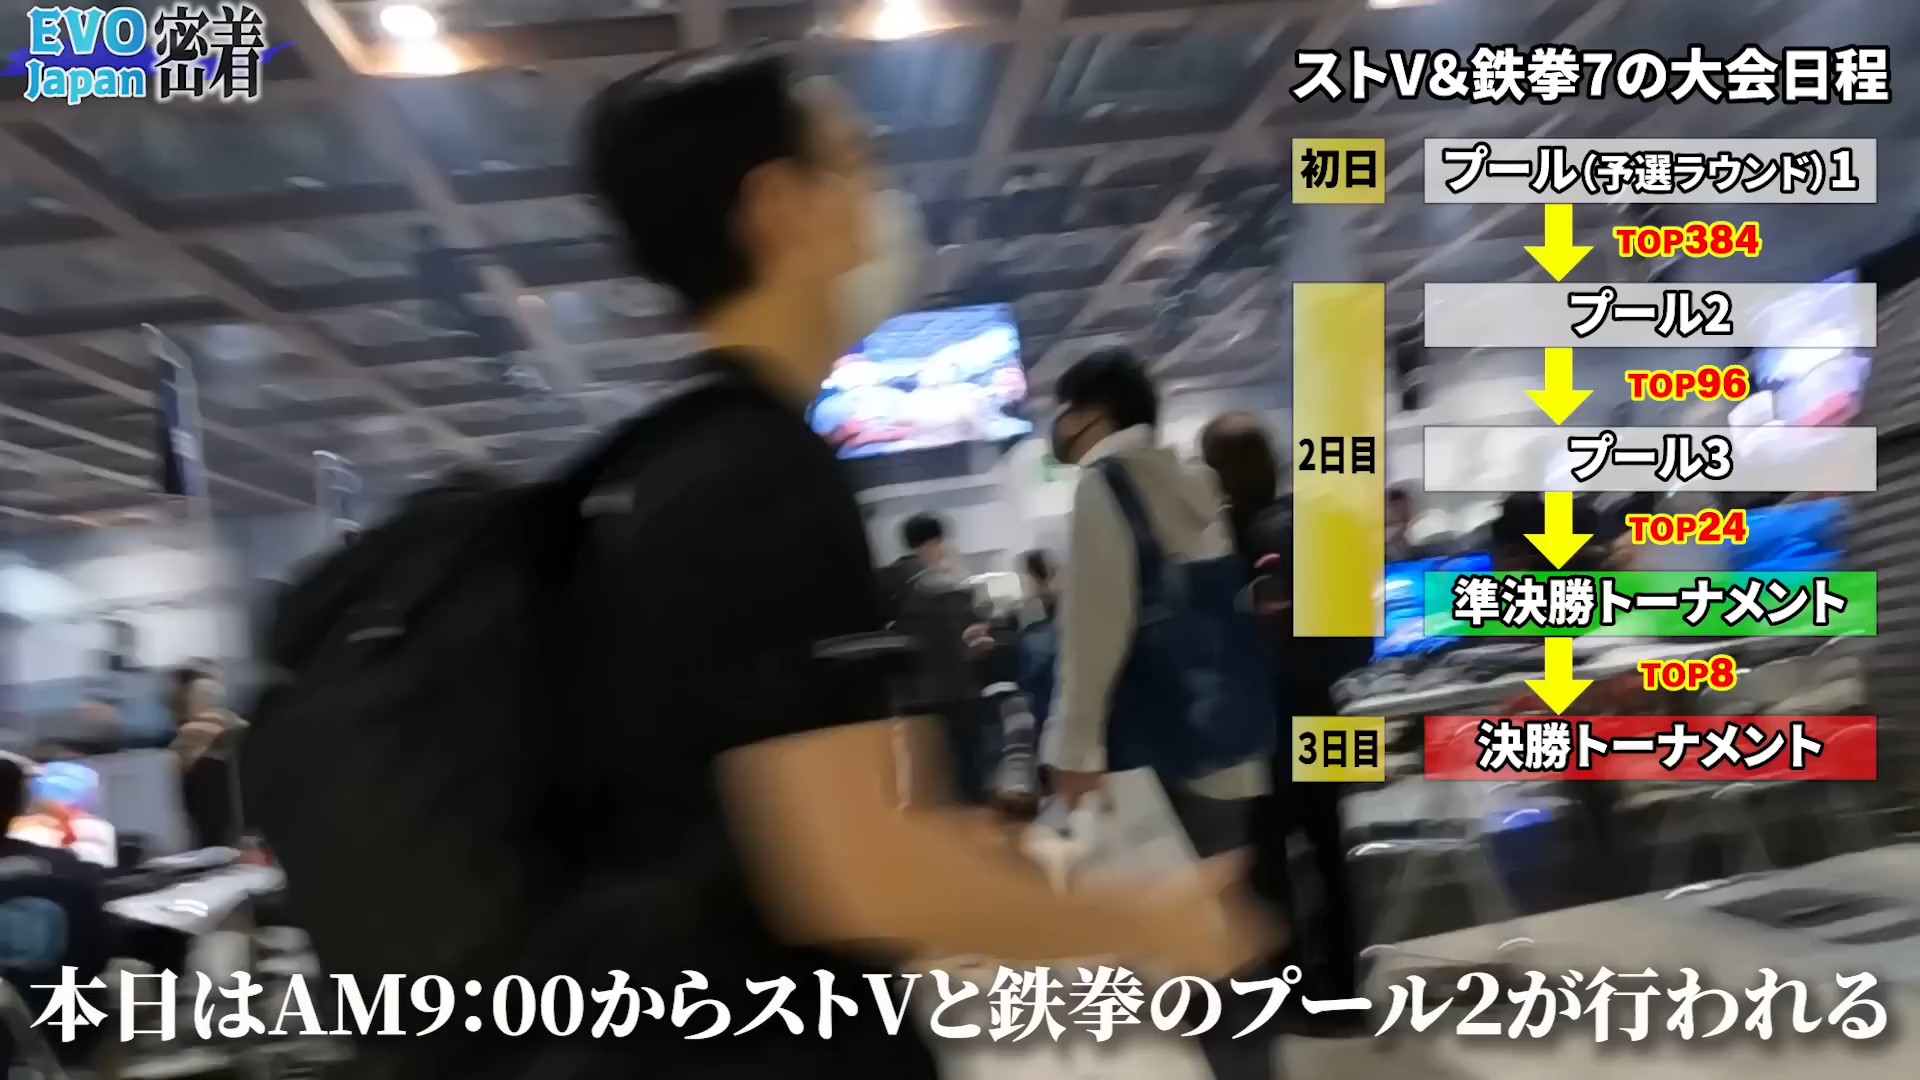 EVO
Japan
密着
ストV&鉄拳7の大会日程
初日
プール(予選ラウンド)1
TOP384
2日目
プール2
TOP96
プール3
TOP24
準決勝トーナメント
TOP8
3日目
決勝トーナメント
本日はAM9:00からストVと鉄拳のプール2が行われる